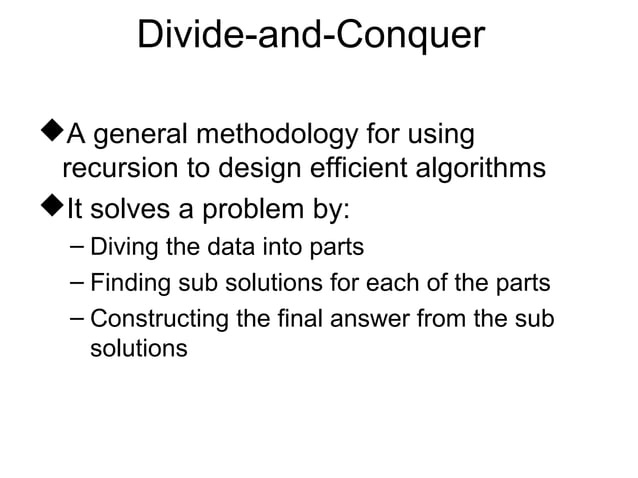 Divide-and-Conquer
◆A general methodology for using
recursion to design efficient algorithms
◆It solves a problem by:
– Diving the data into parts
– Finding sub solutions for each of the parts
– Constructing the final answer from the sub
solutions